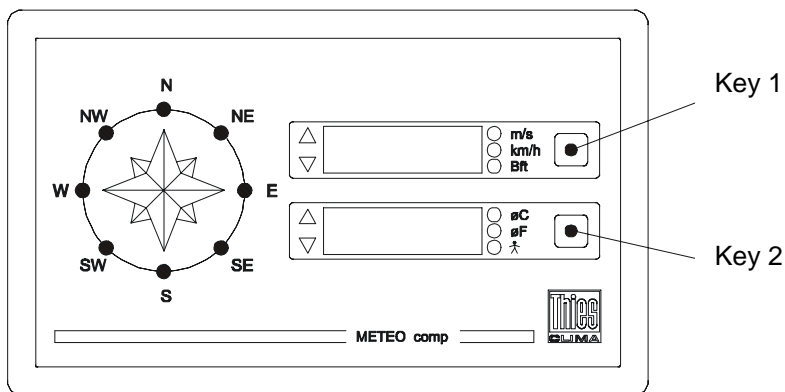 N
NW
NE
W
E
SW
SE
S
m/s
km/h
Bft
øC
øF
METEO comp
Thies
CLIMA
Key 1
Key 2